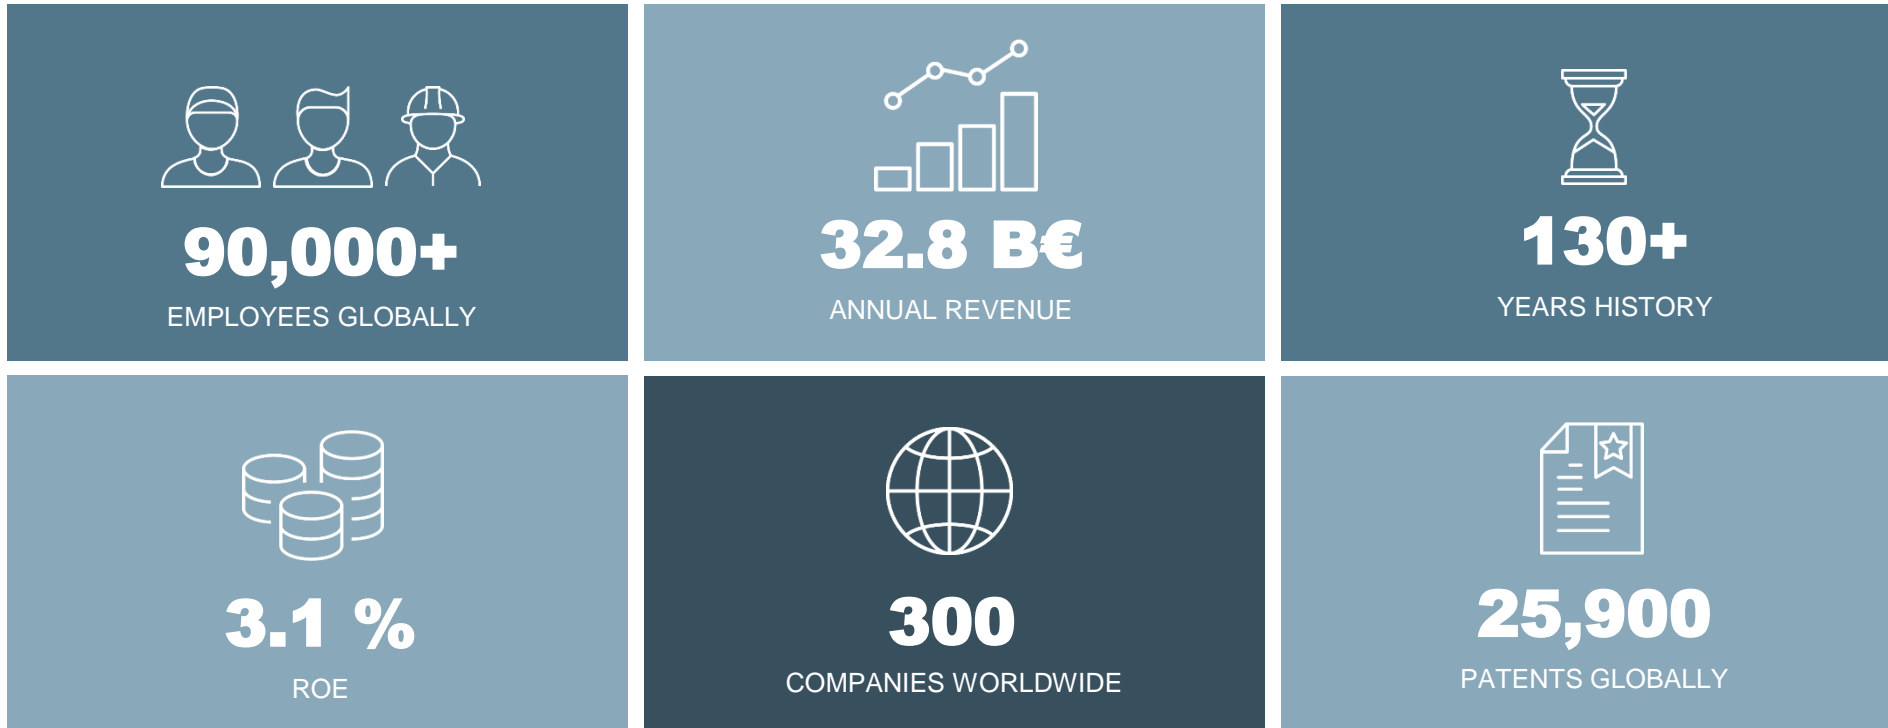 90,000+
EMPLOYEES GLOBALLY
32.8 B€
ANNUAL REVENUE
130+
YEARS HISTORY
3.1 %
ROE
300
COMPANIES WORLDWIDE
25,900
PATENTS GLOBALLY